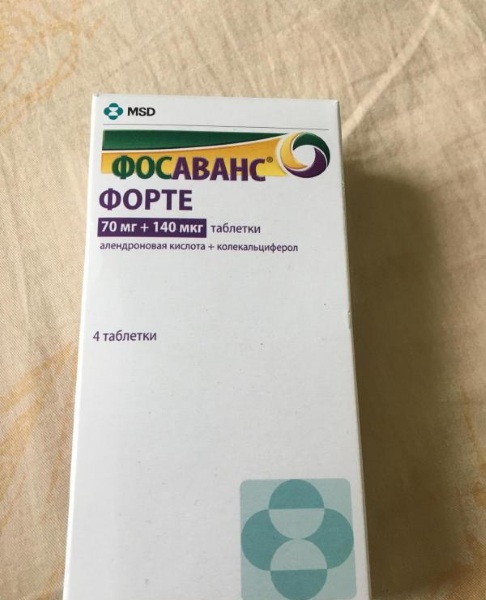 MSD
ФОСАВАНС®
ФОРТЕ
70 мг + 140 мкг таблетки
алендроновая кислота + колекальциферол
4 таблетки